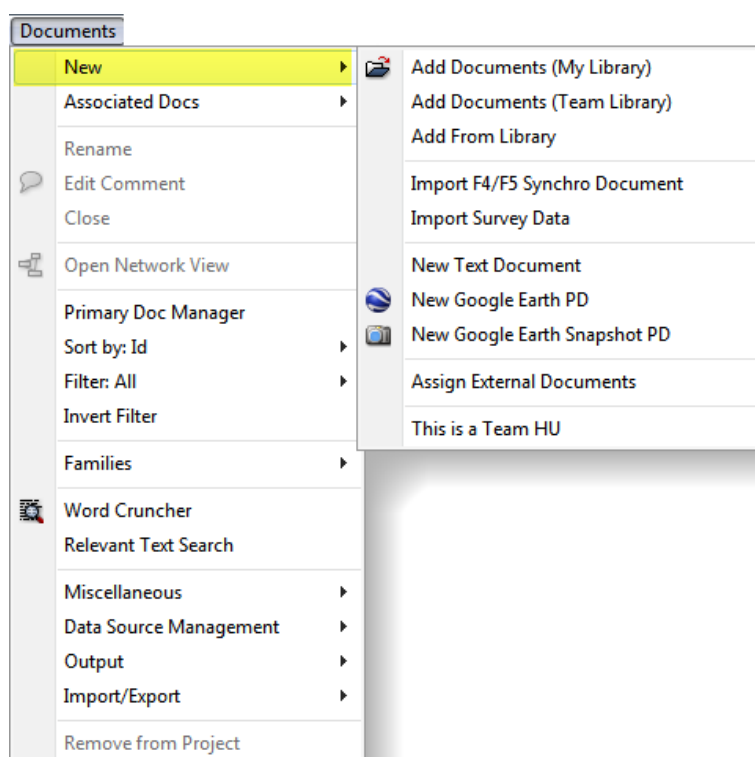 Documents
New
Associated Docs
Rename
Edit Comment
Close
Open Network View
Primary Doc Manager
Sort by: Id
Filter: All
Invert Filter
Families
Word Cruncher
Relevant Text Search
Miscellaneous
Data Source Management
Output
Import/Export
Remove from Project
Add Documents (My Library)
Add Documents (Team Library)
Add From Library
Import F4/F5 Synchro Document
Import Survey Data
New Text Document
New Google Earth PD
New Google Earth Snapshot PD
Assign External Documents
This is a Team HU